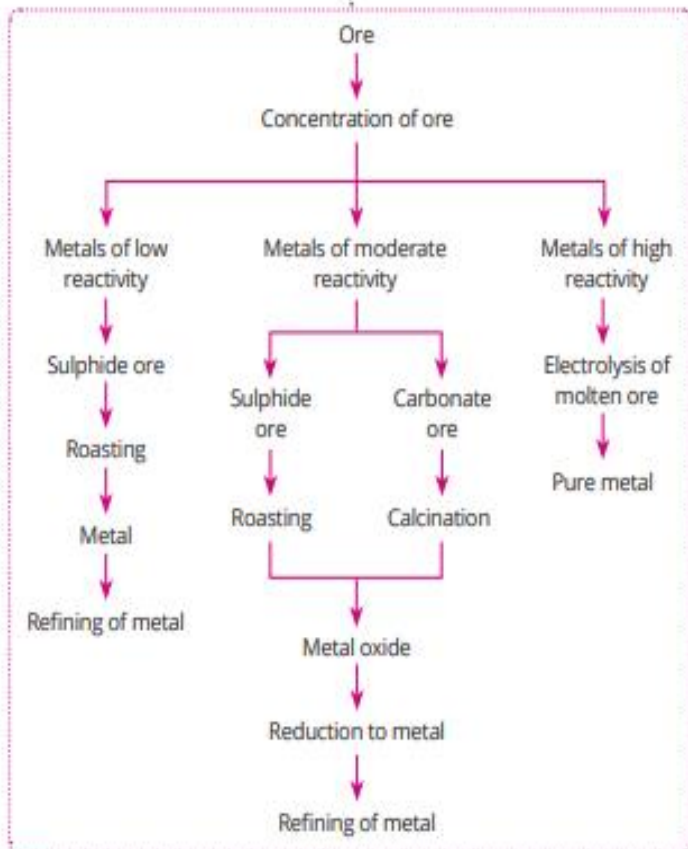 Ore
Concentration of ore
Metals of low
reactivity
Metals of moderate
reactivity
Metals of high
reactivity
Sulphide ore
Sulphide
ore
Carbonate
ore
Electrolysis of
molten ore
Roasting
Roasting
Calcination
Pure metal
Metal
Refining of metal
Metal oxide
Reduction to metal
Refining of metal